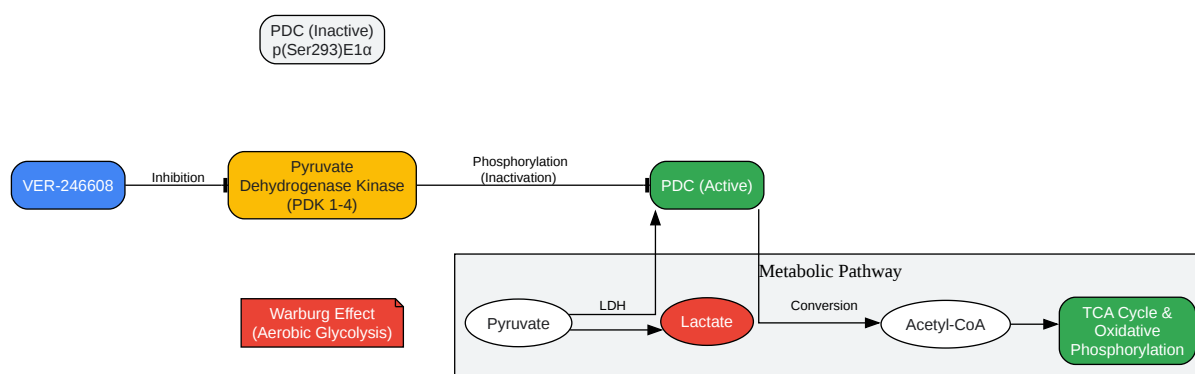 PDC (Inactive)
p(Ser293)E1α
VER-246608
Inhibition
Pyruvate
Dehydrogenase Kinase
(PDK 1-4)
Phosphorylation
(Inactivation)
PDC (Active)
Metabolic Pathway
Warburg Effect
(Aerobic Glycolysis)
Pyruvate
LDH
Lactate
Conversion
Acetyl-CoA
TCA Cycle &
Oxidative
Phosphorylation